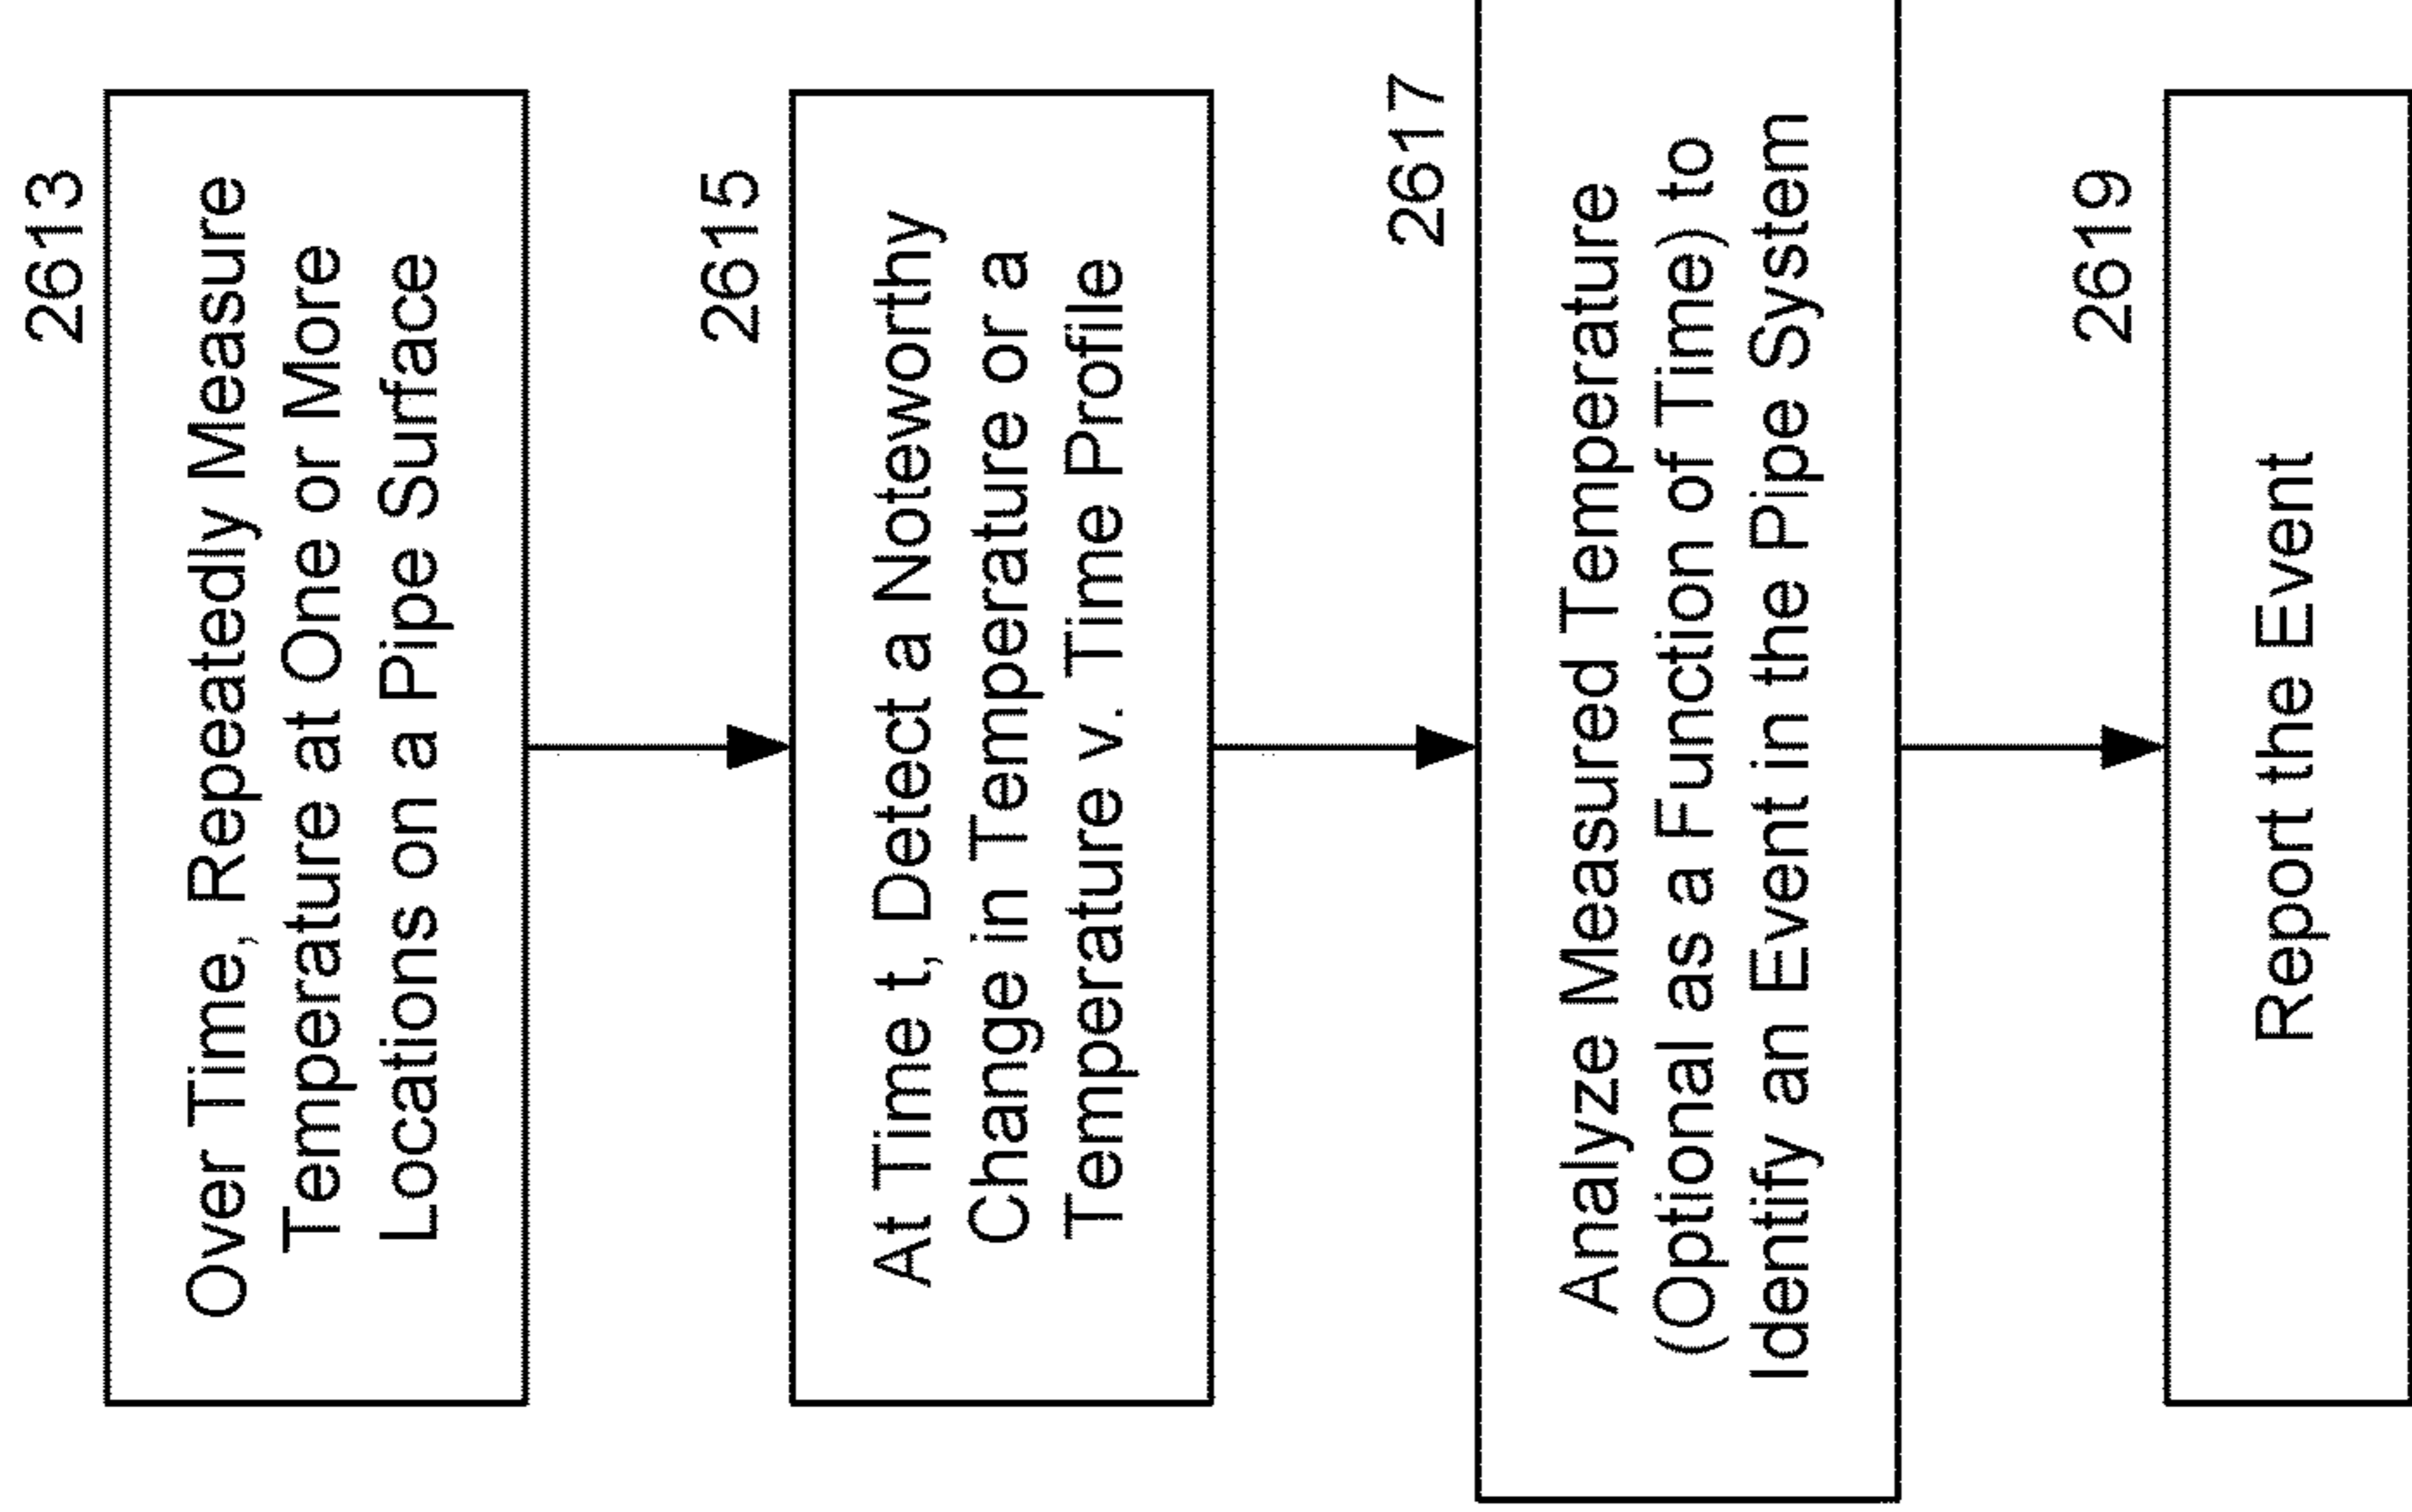 2613
Over Time, Repeatedly Measure
Temperature at One or More
Locations on a Pipe Surface
2615
At Time t, Detect a Noteworthy
Change in Temperature or a
Temperature v. Time Profile
2617
Analyze Measured Temperature
(Optional as a Function of Time) to
Identify an Event in the Pipe System
2619
Report the Event